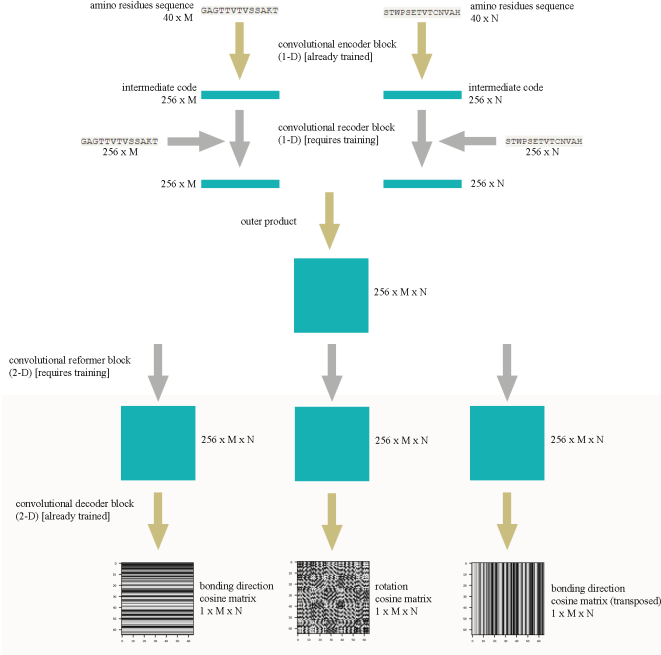 amino residues sequence
40 x M
GAGTTVTVSSAKT
STWPSETVTCNVAH
amino residues sequence
40 x N
convolutional encoder block
(1-D) [already trained]
intermediate code
256 x M
intermediate code
256 x N
GAGTTVTVSSAKT
256 x M
convolutional recoder block
(1-D) [requires training]
STWPSETVTCNVAH
256 x N
256 x M
256 x N
outer product
256 x M x N
convolutional reformer block
(2-D) [requires training]
256 x M x N
256 x M x N
256 x M x N
convolutional decoder block
(2-D) [already trained]
bonding direction
cosine matrix
1 x M x N
rotation
cosine matrix
1 x M x N
bonding direction
cosine matrix (transposed)
1 x M x N